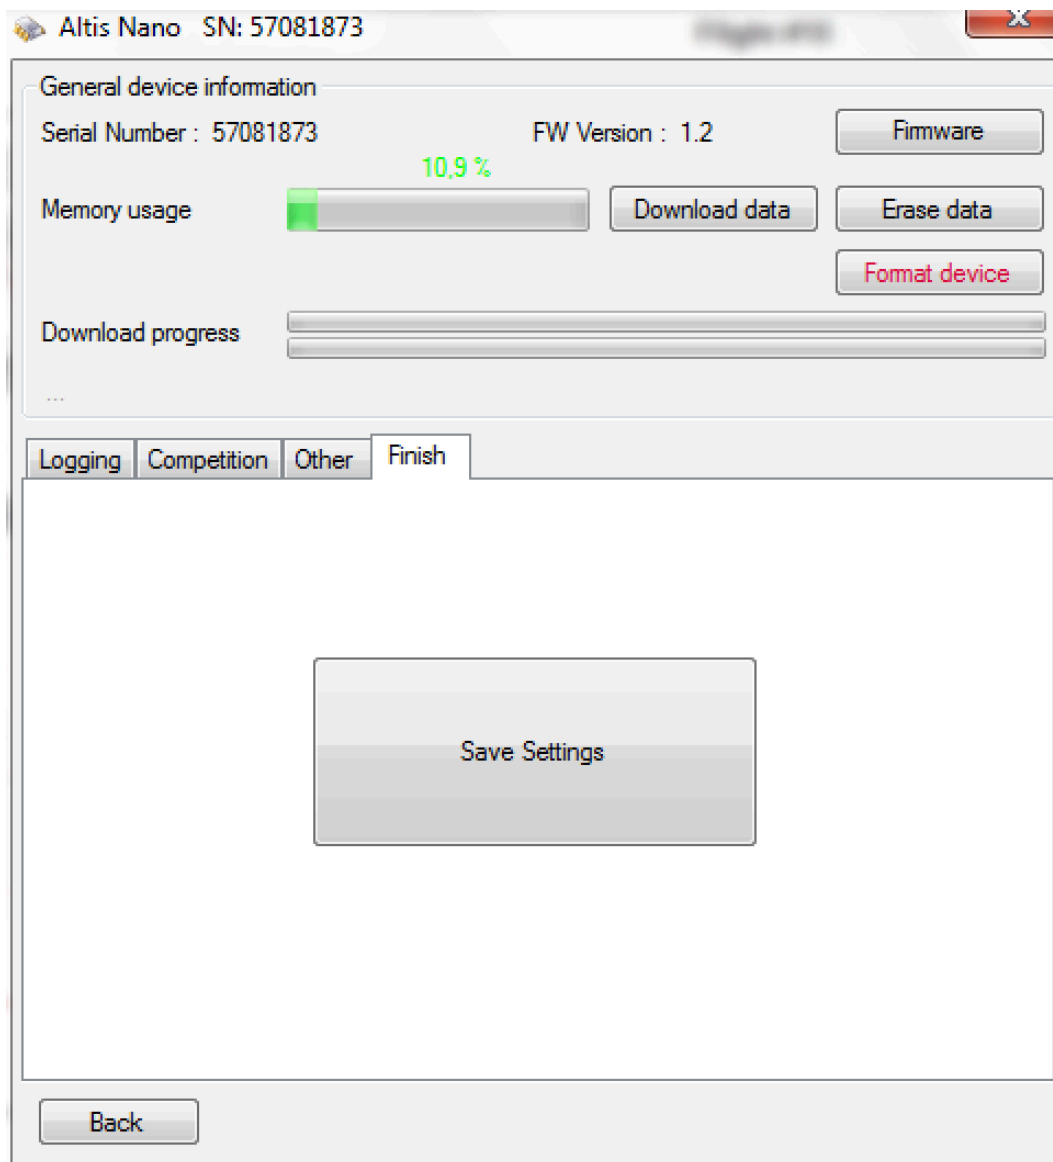 Altis Nano SN: 57081873
General device information
Serial Number : 57081873 FW Version : 1.2 Firmware
10,9 %
Memory usage Download data Erase data
Format device
Download progress
...
Logging Competition Other Finish
Save Settings
Back